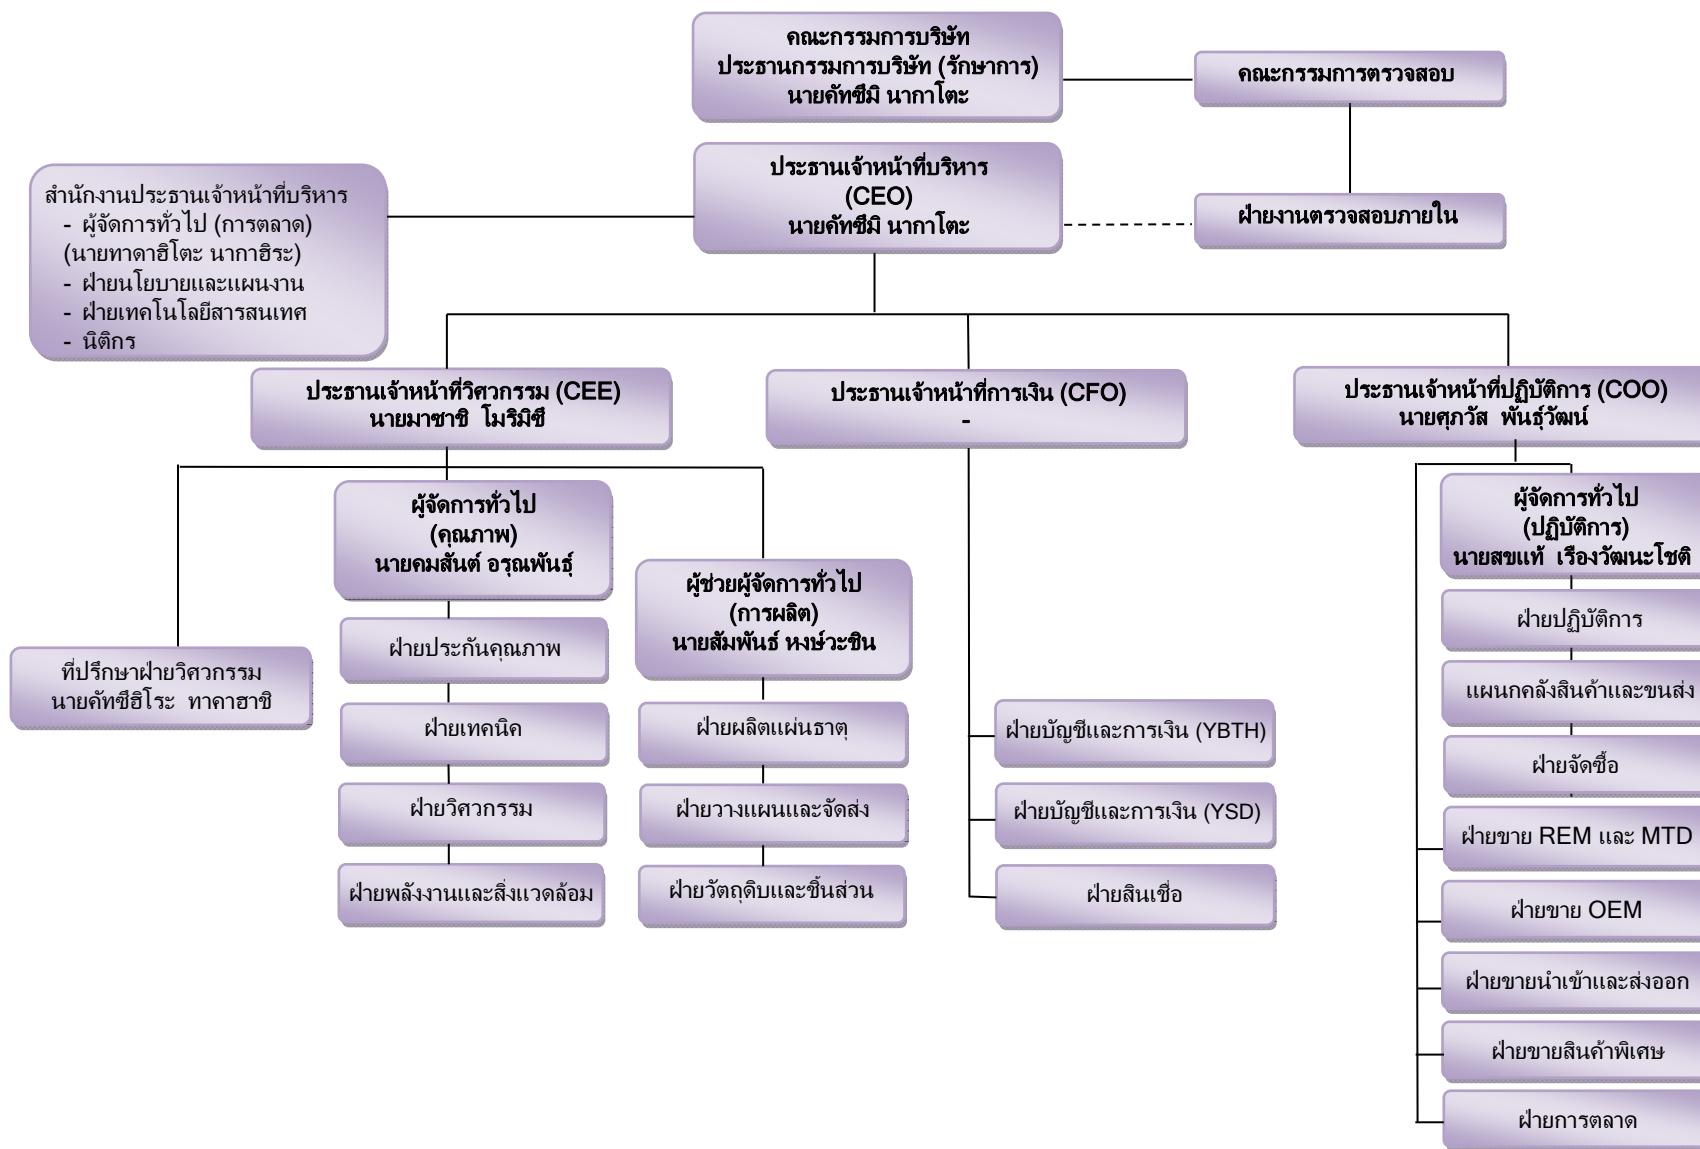 คณะกรรมการบริษัท
ประธานกรรมการบริษัท (รักษาการ)
นายคัทซึมิ นากาโตะ
คณะกรรมการตรวจสอบ
ประธานเจ้าหน้าที่บริหาร
(CEO)
นายคัทซึมิ นากาโตะ
ฝ่ายงานตรวจสอบภายใน
สำนักงานประธานเจ้าหน้าที่บริหาร
- ผู้จัดการทั่วไป (การตลาด)
(นายทาดาฮิโตะ นากาฮิระ)
- ฝ่ายนโยบายและแผนงาน
- ฝ่ายเทคโนโลยีสารสนเทศ
- นิติกร
ประธานเจ้าหน้าที่วิศวกรรม (CEE)
นายมาซาชิ โมริมิซึ
ประธานเจ้าหน้าที่การเงิน (CFO)
-
ประธานเจ้าหน้าที่ปฏิบัติการ (COO)
นายศุภวัส พันธุ์วัฒน์
ที่ปรึกษาฝ่ายวิศวกรรม
นายคัทซึฮิโระ ทาคาฮาชิ
ผู้จัดการทั่วไป
(คุณภาพ)
นายคมสันต์ อรุณพันธุ์
ฝ่ายประกันคุณภาพ
ฝ่ายเทคนิค
ฝ่ายวิศวกรรม
ฝ่ายพลังงานและสิ่งแวดล้อม
ผู้ช่วยผู้จัดการทั่วไป
(การผลิต)
นายสัมพันธ์ หงษ์วะชิน
ฝ่ายผลิตแผ่นธาตุ
ฝ่ายวางแผนและจัดส่ง
ฝ่ายวัตถุดิบและชิ้นส่วน
ฝ่ายบัญชีและการเงิน (YBTH)
ฝ่ายบัญชีและการเงิน (YSD)
ฝ่ายสินเชื่อ
ผู้จัดการทั่วไป
(ปฏิบัติการ)
นายสขแท้ เรืองวัฒนะโชติ
ฝ่ายปฏิบัติการ
แผนกคลังสินค้าและขนส่ง
ฝ่ายจัดซื้อ
ฝ่ายขาย REM และ MTD
ฝ่ายขาย OEM
ฝ่ายขายนำเข้าและส่งออก
ฝ่ายขายสินค้าพิเศษ
ฝ่ายการตลาด